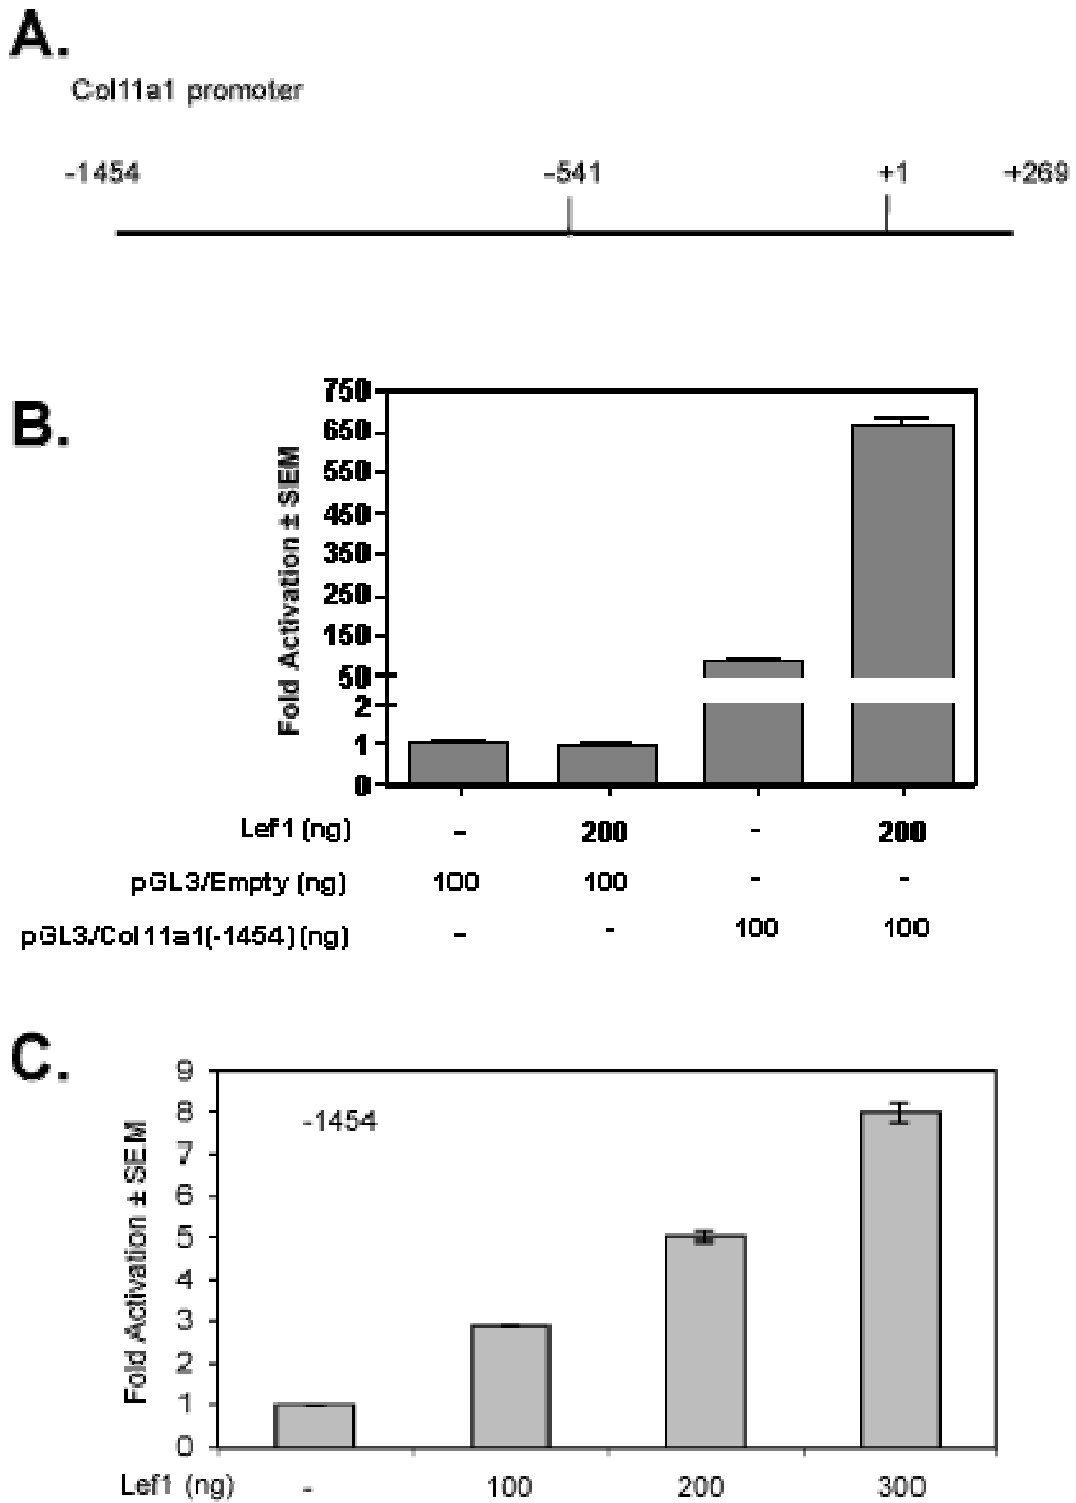 A.
Col11a1 promoter
-1454 -541 +1 +269
B.
Fold Activation ± SEM
750
650
550
450
350
250
150
50
2
1
0
Lef1 (ng) - 200 - 200
pGL3/Empty (ng) 100 100 - -
pGL3/Col11a1(-1454)(ng) - - 100 100
C.
Fold Activation ± SEM
9
8
7
6
5
4
3
2
1
0
-1454
Lef1 (ng) - 100 200 300